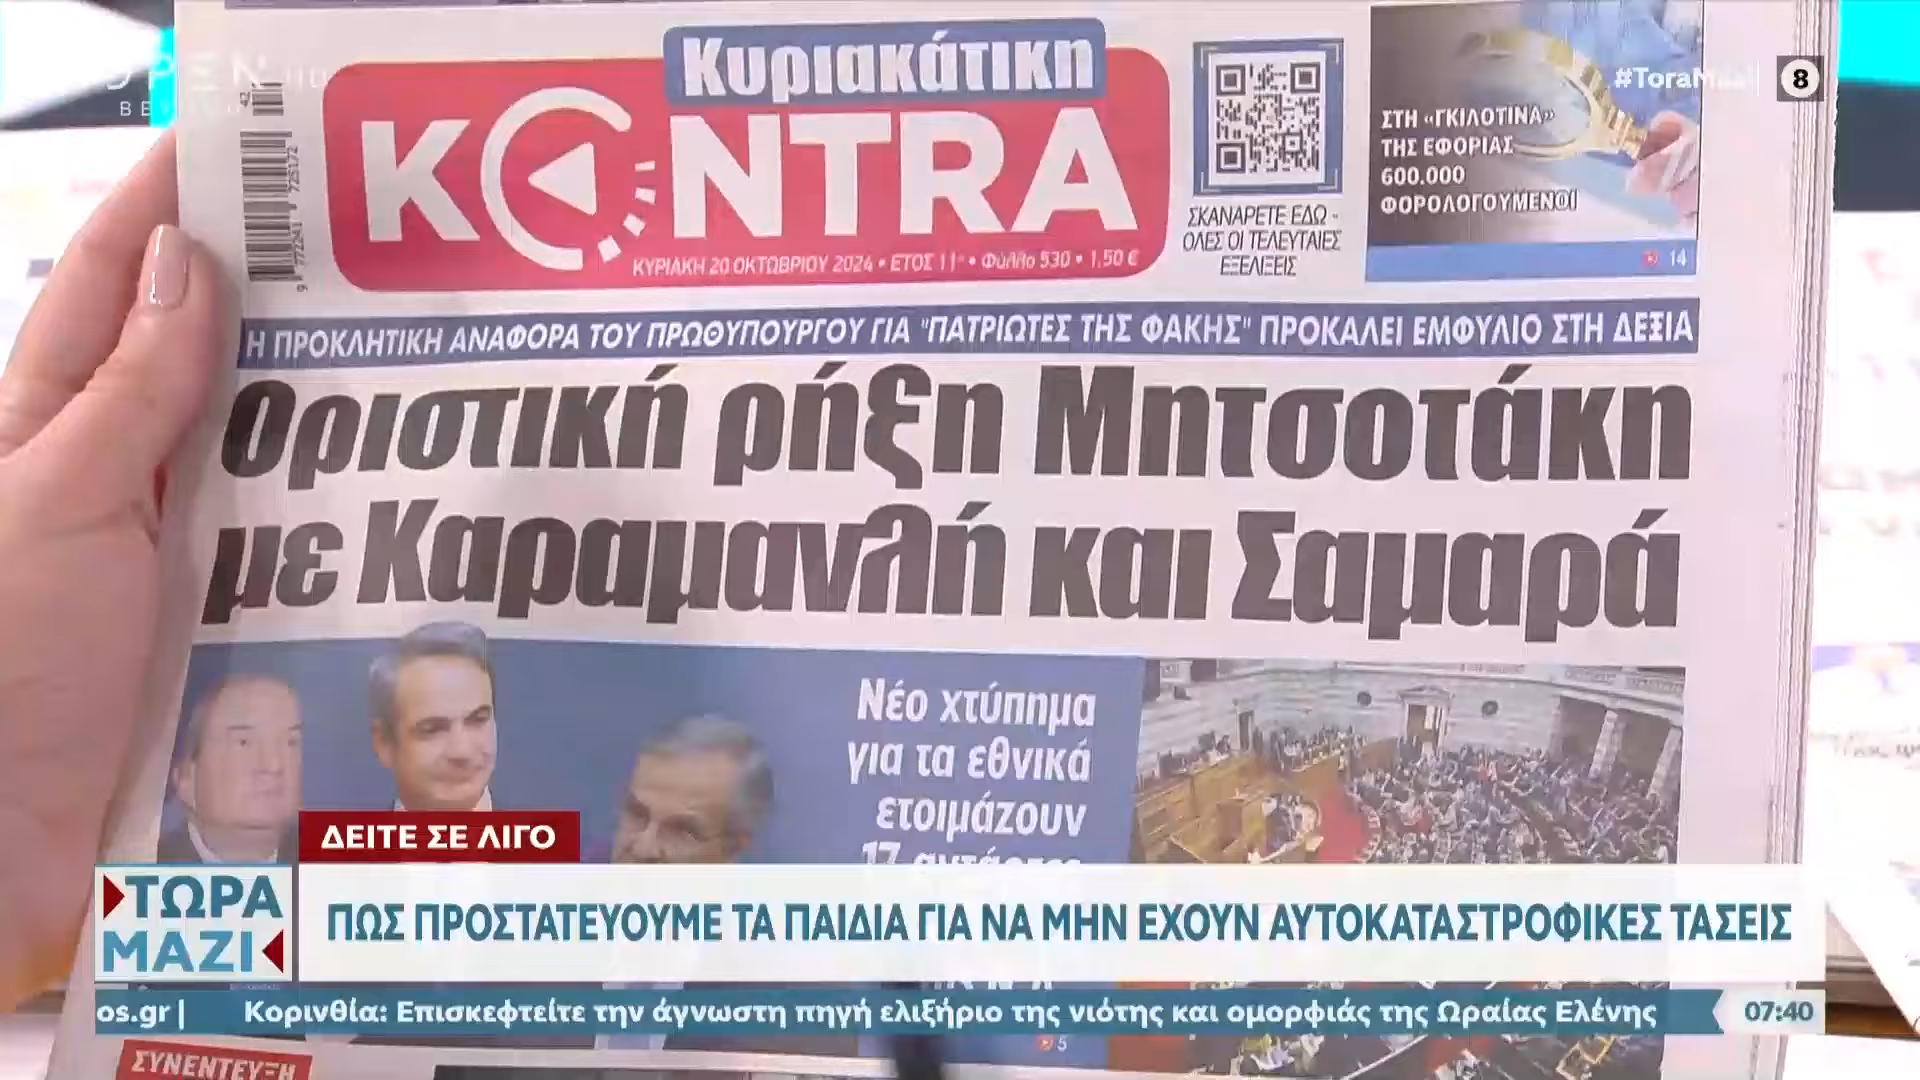 Κυριακάτικη
KONTRA
ΚΥΡΙΑΚΗ 20 ΟΚΤΩΒΡΙΟΥ 2024 • ΕΤΟΣ 11° • Φύλλο 530 • 1,50 €
ΣΚΑΝΑΡΕΤΕ ΕΔΩ -
ΟΛΕΣ ΟΙ ΤΕΛΕΥΤΑΙΕΣ
ΕΞΕΛΙΞΕΙΣ
ΣΤΗ «ΓΚΙΛΟΤΙΝΑ»
ΤΗΣ ΕΦΟΡΙΑΣ
600.000
ΦΟΡΟΛΟΓΟΥΜΕΝΟΙ
14
8
Η ΠΡΟΚΛΗΤΙΚΗ ΑΝΑΦΟΡΑ ΤΟΥ ΠΡΩΘΥΠΟΥΡΓΟΥ ΓΙΑ "ΠΑΤΡΙΩΤΕΣ ΤΗΣ ΦΑΚΗΣ" ΠΡΟΚΑΛΕΙ ΕΜΦΥΛΙΟ ΣΤΗ ΔΕΞΙΑ
Οριστική ρήξη Μητσοτάκη
με Καραμανλή και Σαμαρά
Νέο χτύπημα
για τα εθνικά
ετοιμάζουν
ΔΕΙΤΕ ΣΕ ΛΙΓΟ
ΤΩΡΑ
ΜΑΖΙ
ΠΩΣ ΠΡΟΣΤΑΤΕΥΟΥΜΕ ΤΑ ΠΑΙΔΙΑ ΓΙΑ ΝΑ ΜΗΝ ΕΧΟΥΝ ΑΥΤΟΚΑΤΑΣΤΡΟΦΙΚΕΣ ΤΑΣΕΙΣ
os.gr | Κορινθία: Επισκεφτείτε την άγνωστη πηγή ελιξήριο της νιότης και ομορφιάς της Ωραίας Ελένης 07:40
5
ΣΥΝΕΝΤΕΥΞΗ